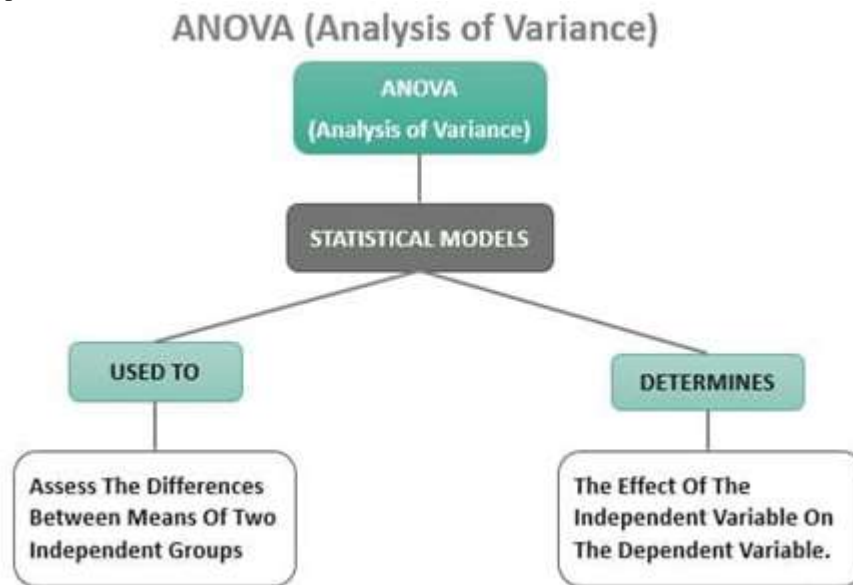 ANOVA (Analysis of Variance)
ANOVA
(Analysis of Variance)
STATISTICAL MODELS
USED TO
DETERMINES
Assess The Differences
Between Means Of Two
Independent Groups
The Effect Of The
Independent Variable On
The Dependent Variable.